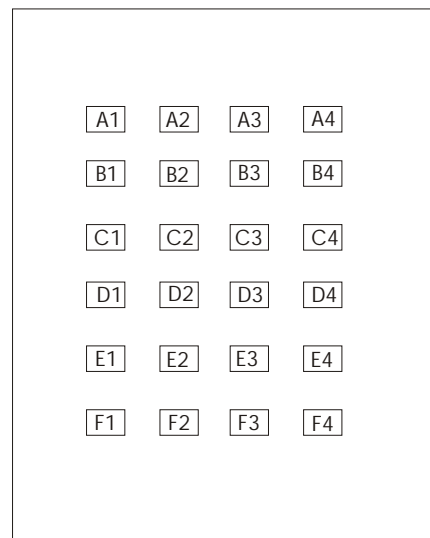 A1 A2 A3 A4
B1 B2 B3 B4
C1 C2 C3 C4
D1 D2 D3 D4
E1 E2 E3 E4
F1 F2 F3 F4